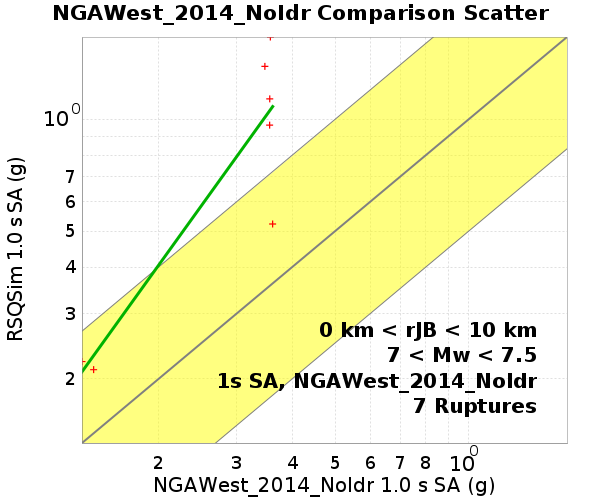 NGAWest_2014_NoIdr Comparison Scatter
RSQSim 1.0 s SA (g)
10^0
7
6
5
4
3
2
0 km < rJB < 10 km
7 < Mw < 7.5
1s SA, NGAWest_2014_NoIdr
7 Ruptures
2 3 4 5 6 7 8 10^0
NGAWest_2014_NoIdr 1.0 s SA (g)